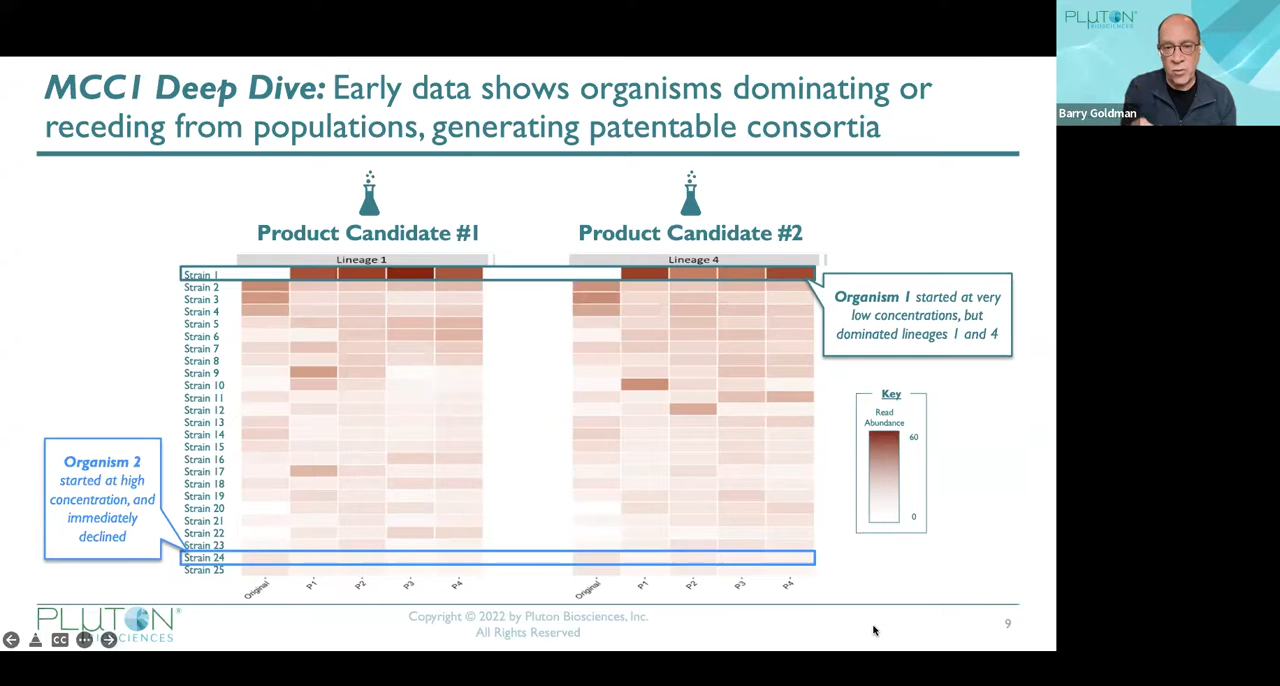 PLUTON®
BIOSCIENCES
Barry Goldman
MCC1 Deep Dive: Early data shows organisms dominating or
receding from populations, generating patentable consortia
Product Candidate #1
Product Candidate #2
Lineage 1
Lineage 4
Strain 1
Strain 2
Strain 3
Strain 4
Strain 5
Strain 6
Strain 7
Strain 8
Strain 9
Strain 10
Strain 11
Strain 12
Strain 13
Strain 14
Strain 15
Strain 16
Strain 17
Strain 18
Strain 19
Strain 20
Strain 21
Strain 22
Strain 23
Strain 24
Strain 25
Original
P1
P2
P3
P4
Original
P1
P2
P3
P4
Organism 1 started at very
low concentrations, but
dominated lineages 1 and 4
Key
Read
Abundance
60
0
Organism 2
started at high
concentration, and
immediately
declined
PLUTON®
BIOSCIENCES
CC
Copyright © 2022 by Pluton Biosciences, Inc.
All Rights Reserved
9